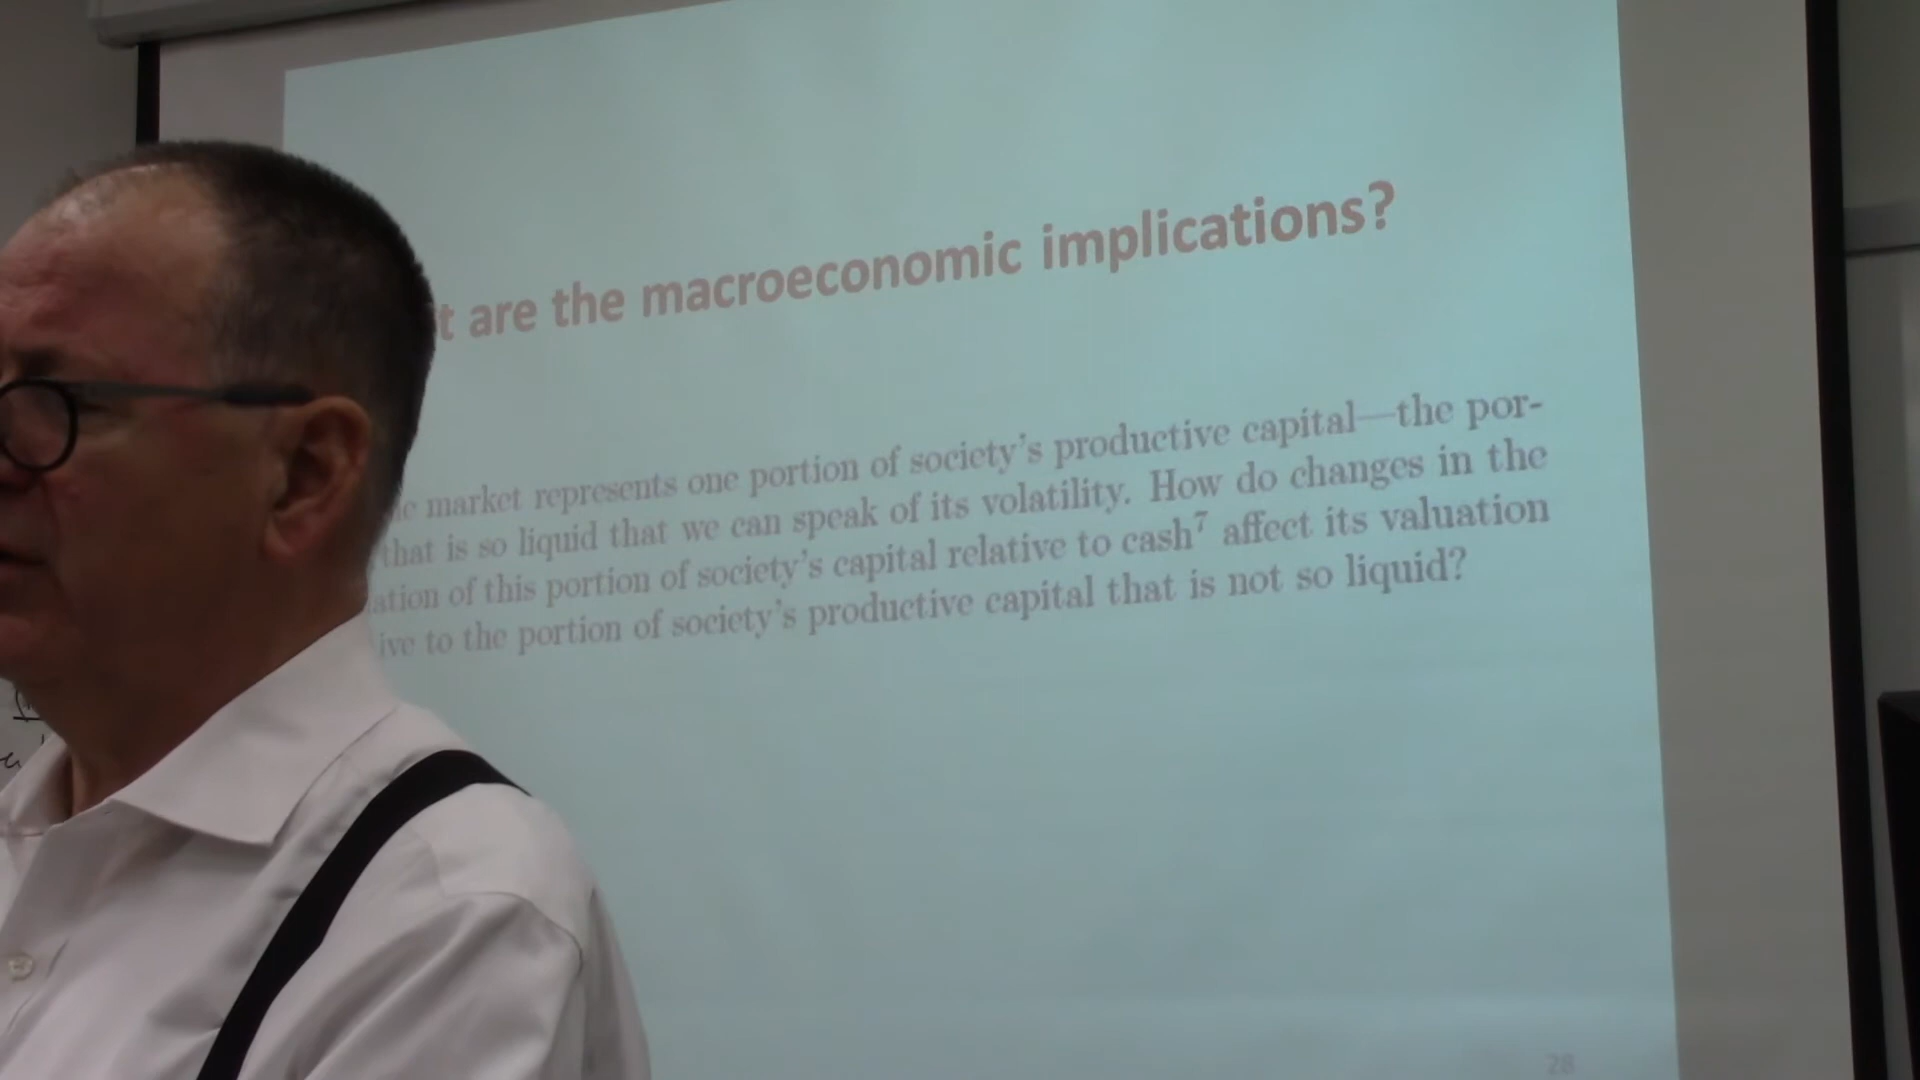 are the macroeconomic implications?
market represents one portion of society's productive capital—the por-
that is so liquid that we can speak of its volatility. How do changes in the
of this portion of society's capital relative to cash⁷ affect its valuation
to the portion of society's productive capital that is not so liquid?
28